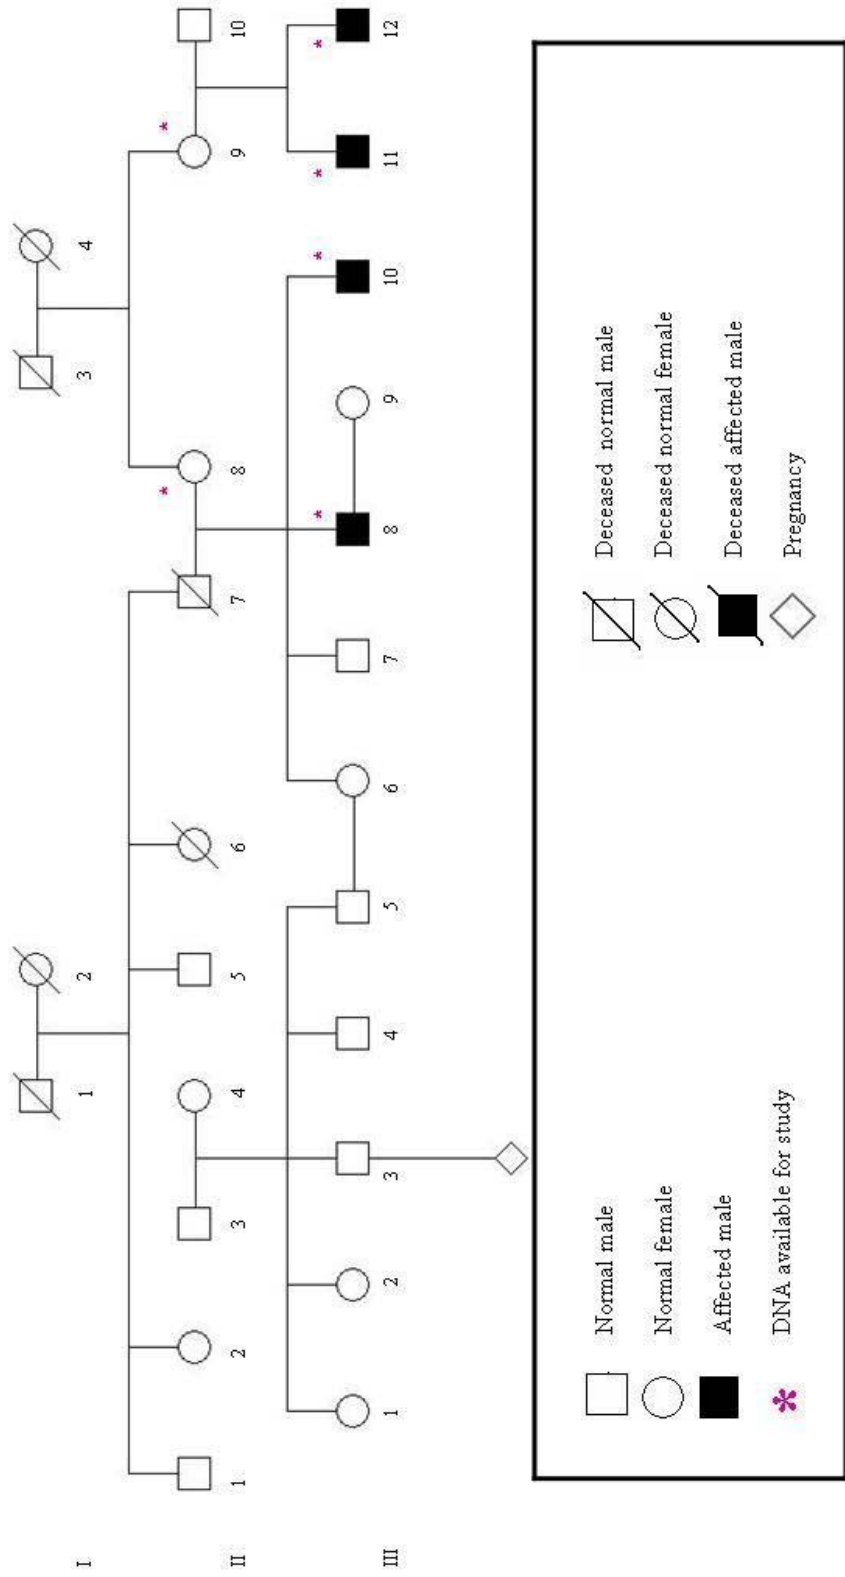 I
1 2 3 4
II
1 2 3 4 5 6 7 8 9 10
* *
III
1 2 3 4 5 6 7 8 9 10 11 12
* * * *
Normal male
Normal female
Affected male
* DNA available for study
Deceased normal male
Deceased normal female
Deceased affected male
Pregnancy